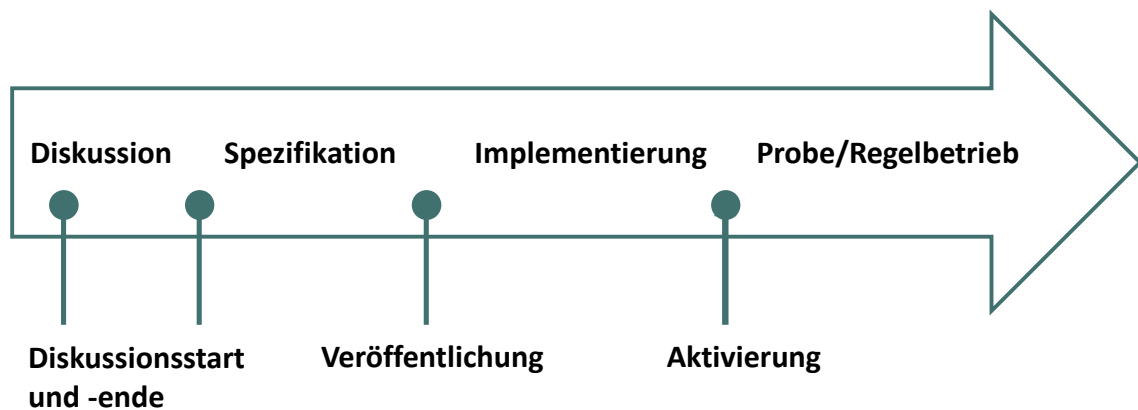 Diskussion Spezifikation Implementierung Probe/Regelbetrieb
Diskussionsstart
und -ende
Veröffentlichung
Aktivierung